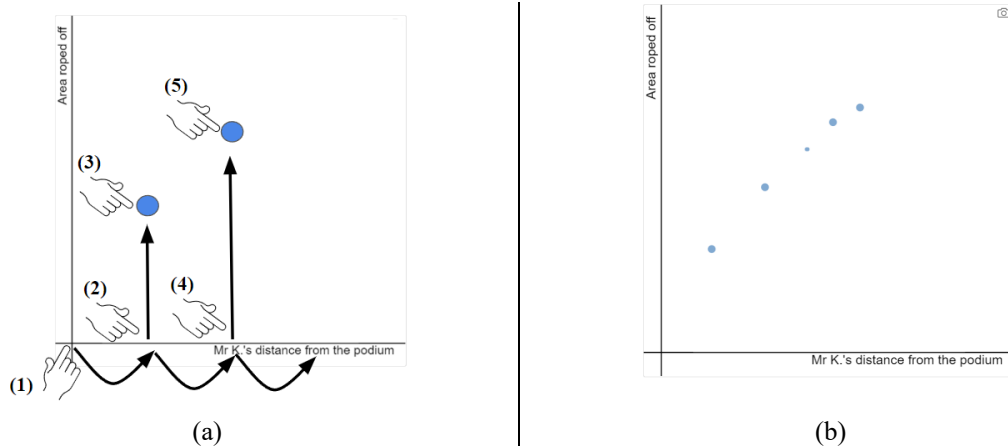 Area roped off
(5)
(3)
(2)
(4)
(1)
Mr K.'s distance from the podium
(a)
Area roped off
Mr K.'s distance from the podium
(b)